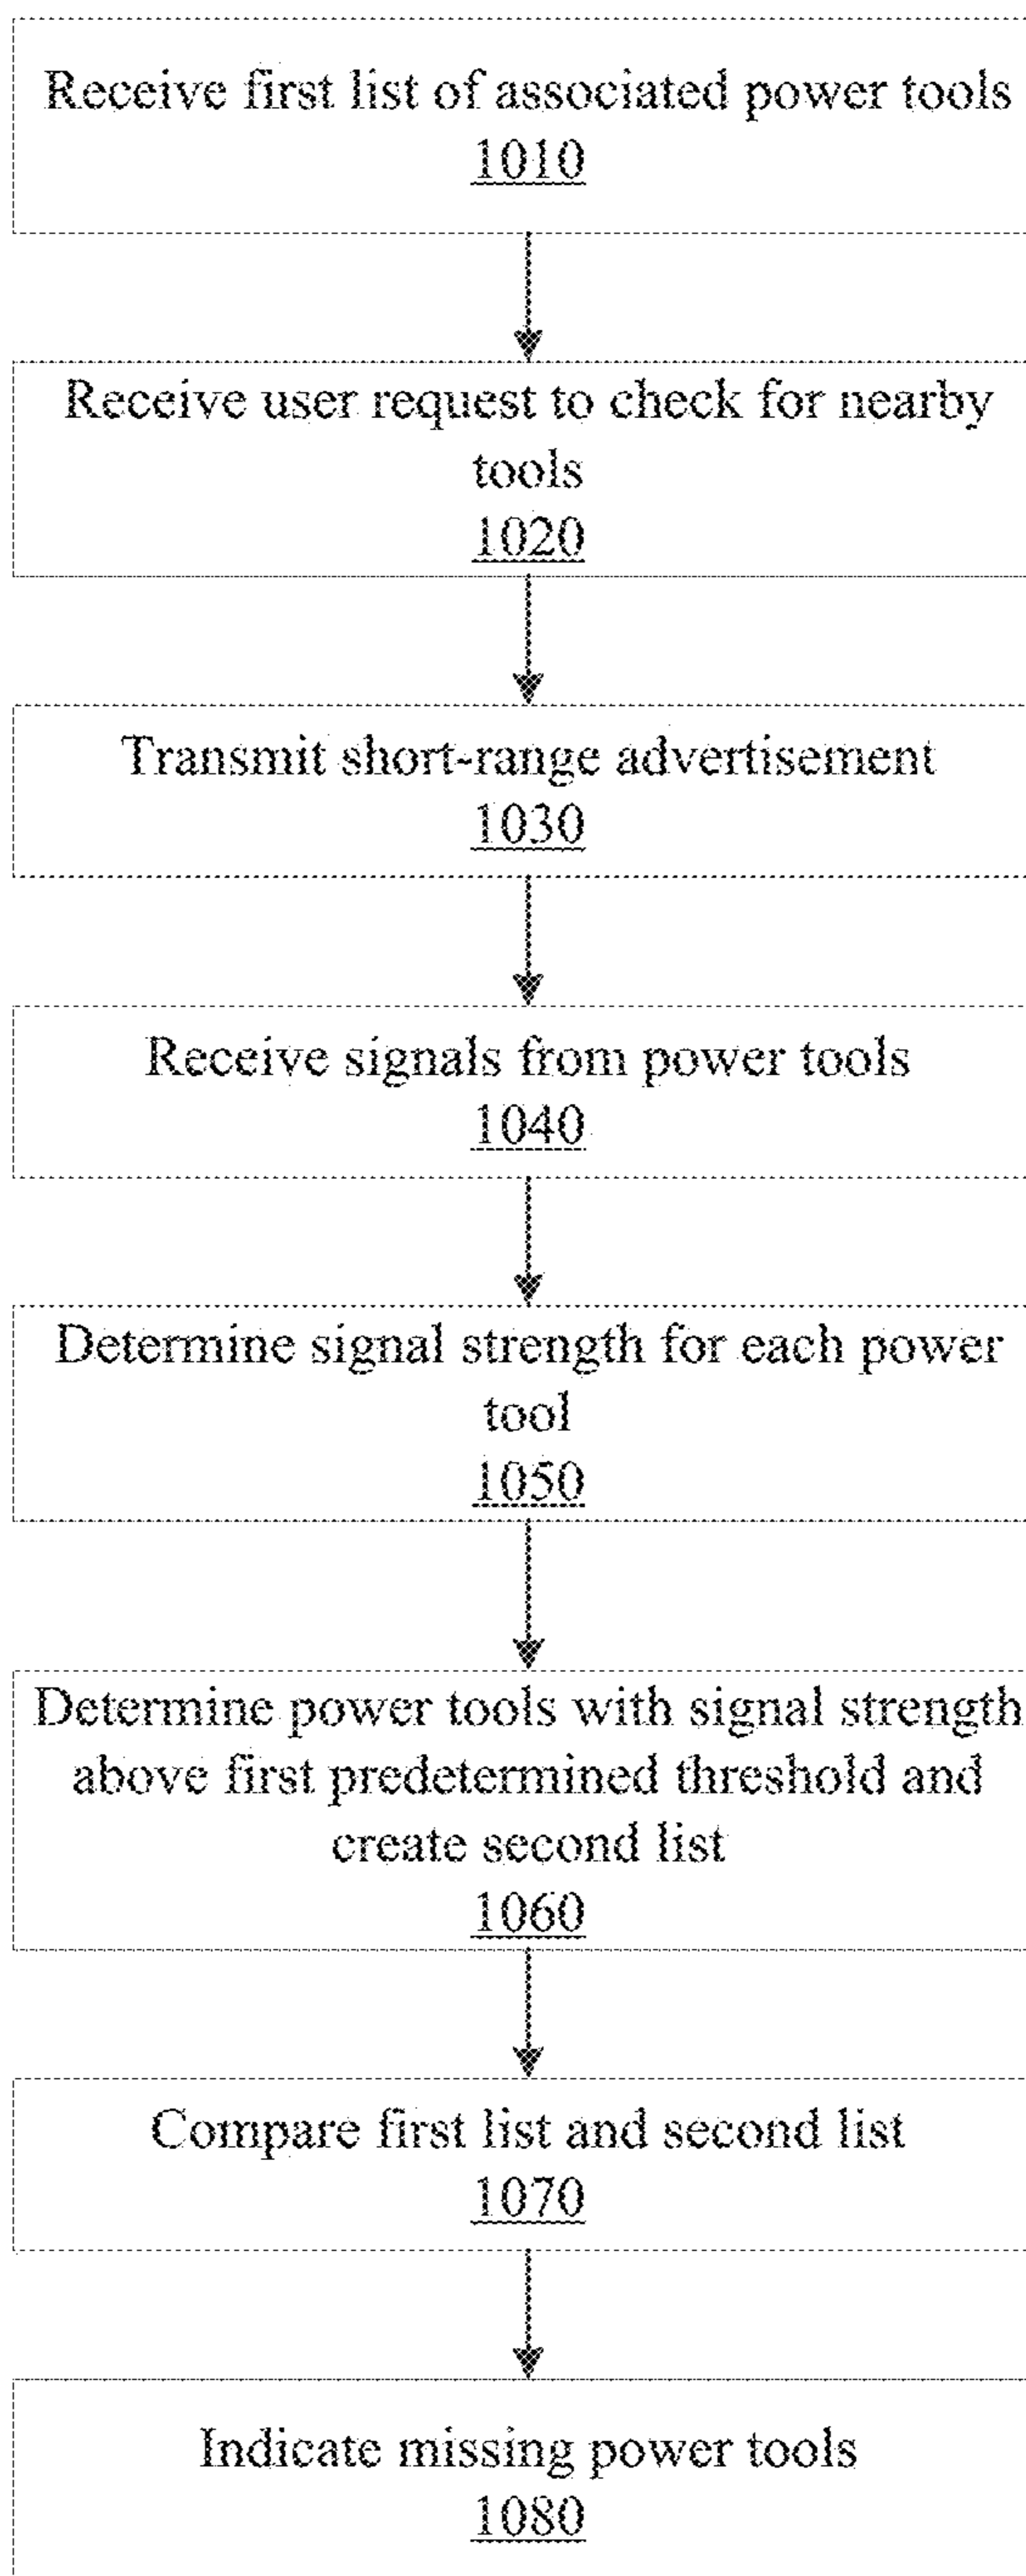 Receive first list of associated power tools
1010
Receive user request to check for nearby
tools
1020
Transmit short-range advertisement
1030
Receive signals from power tools
1040
Determine signal strength for each power
tool
1050
Determine power tools with signal strength
above first predetermined threshold and
create second list
1060
Compare first list and second list
1070
Indicate missing power tools
1080